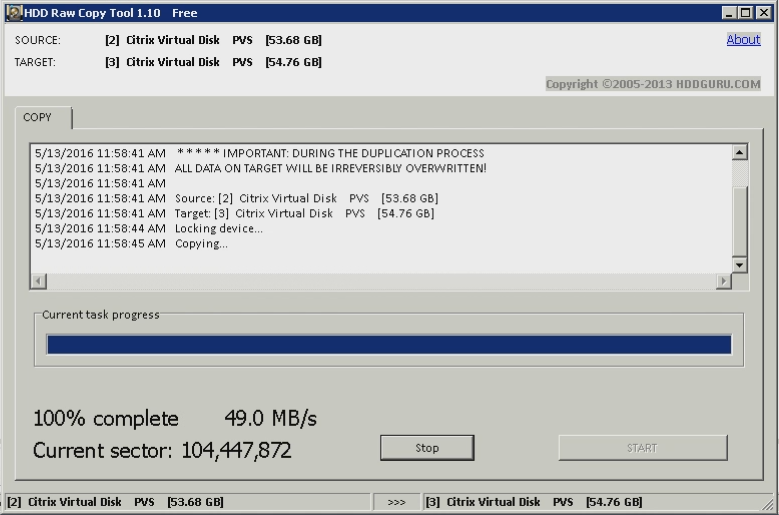 HDD Raw Copy Tool 1.10 Free
SOURCE: [2] Citrix Virtual Disk PVS [53.68 GB]
About
TARGET: [3] Citrix Virtual Disk PVS [54.76 GB]
Copyright ©2005-2013 HDDGURU.COM
COPY
5/13/2016 11:58:41 AM * * * * * IMPORTANT: DURING THE DUPLICATION PROCESS
5/13/2016 11:58:41 AM ALL DATA ON TARGET WILL BE IRREVERSIBLY OVERWRITTEN!
5/13/2016 11:58:41 AM
5/13/2016 11:58:41 AM Source: [2] Citrix Virtual Disk PVS [53.68 GB]
5/13/2016 11:58:41 AM Target: [3] Citrix Virtual Disk PVS [54.76 GB]
5/13/2016 11:58:44 AM Locking device...
5/13/2016 11:58:45 AM Copying...
Current task progress
100% complete 49.0 MB/s
Current sector: 104,447,872
Stop
START
[2] Citrix Virtual Disk PVS [53.68 GB] >>> [3] Citrix Virtual Disk PVS [54.76 GB]